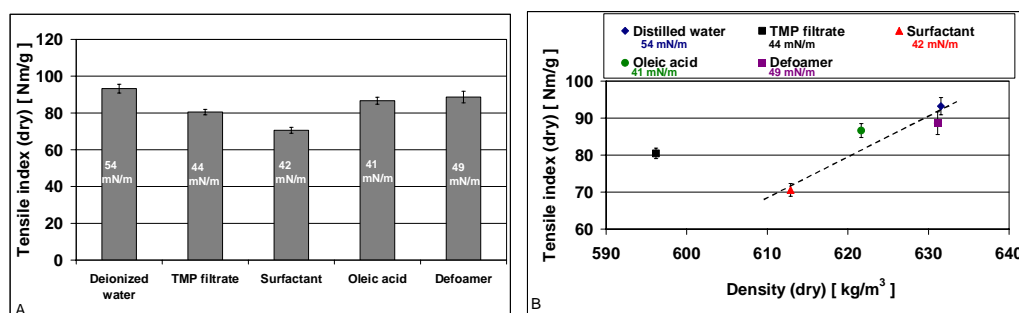 Tensile index (dry) [ Nm/g]
120
100
80
60
40
20
0
54
mN/m
44
mN/m
42
mN/m
41
mN/m
49
mN/m
Deionized
water
TMP filtrate
Surfactant
Oleic acid
Defoamer
A
Distilled water
54 mN/m
TMP filtrate
44 mN/m
Surfactant
42 mN/m
Oleic acid
41 mN/m
Defoamer
49 mN/m
Tensile index (dry) [ Nm/g]
100
90
80
70
60
590 600 610 620 630 640
Density (dry) [ kg/m³ ]
B